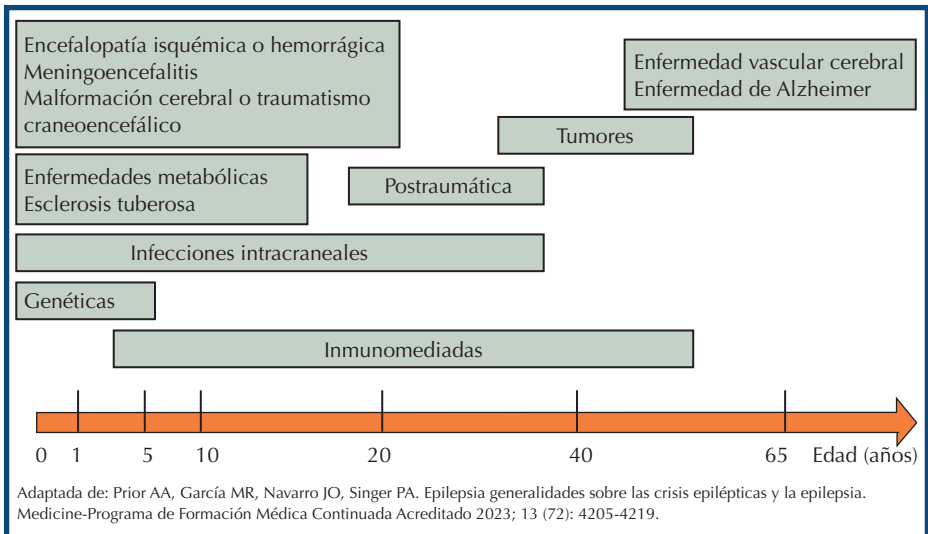 Encefalopatía isquémica o hemorrágica
Meningoencefalitis
Malformación cerebral o traumatismo
craneoencefálico
Enfermedad vascular cerebral
Enfermedad de Alzheimer
Tumores
Enfermedades metabólicas
Esclerosis tuberosa
Postraumática
Infecciones intracraneales
Genéticas
Inmunomediadas
0 1 5 10 20 40 65 Edad (años)
Adaptada de: Prior AA, García MR, Navarro JO, Singer PA. Epilepsia generalidades sobre las crisis epilépticas y la epilepsia.
Medicine-Programa de Formación Médica Continuada Acreditado 2023; 13 (72): 4205-4219.